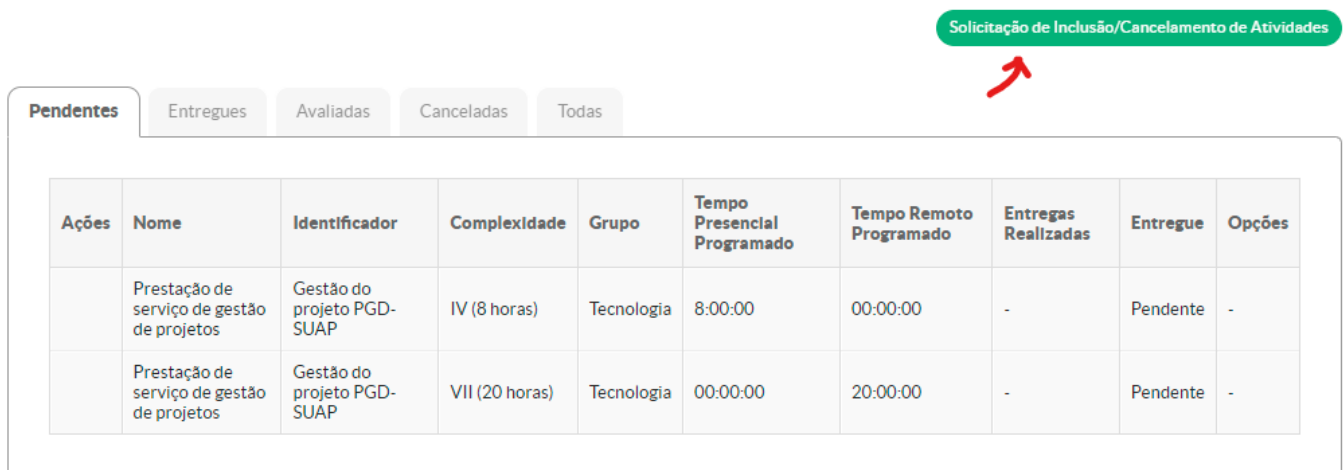 Solicitação de Inclusão/Cancelamento de Atividades
Pendentes Entregues Avaliadas Canceladas Todas
Ações Nome Identificador Complexidade Grupo Tempo Presencial Programado Tempo Remoto Programado Entregas Realizadas Entregue Opções
Prestação de serviço de gestão de projetos Gestão do projeto PGD-SUAP IV (8 horas) Tecnologia 8:00:00 00:00:00 - Pendente -
Prestação de serviço de gestão de projetos Gestão do projeto PGD-SUAP VII (20 horas) Tecnologia 00:00:00 20:00:00 - Pendente -